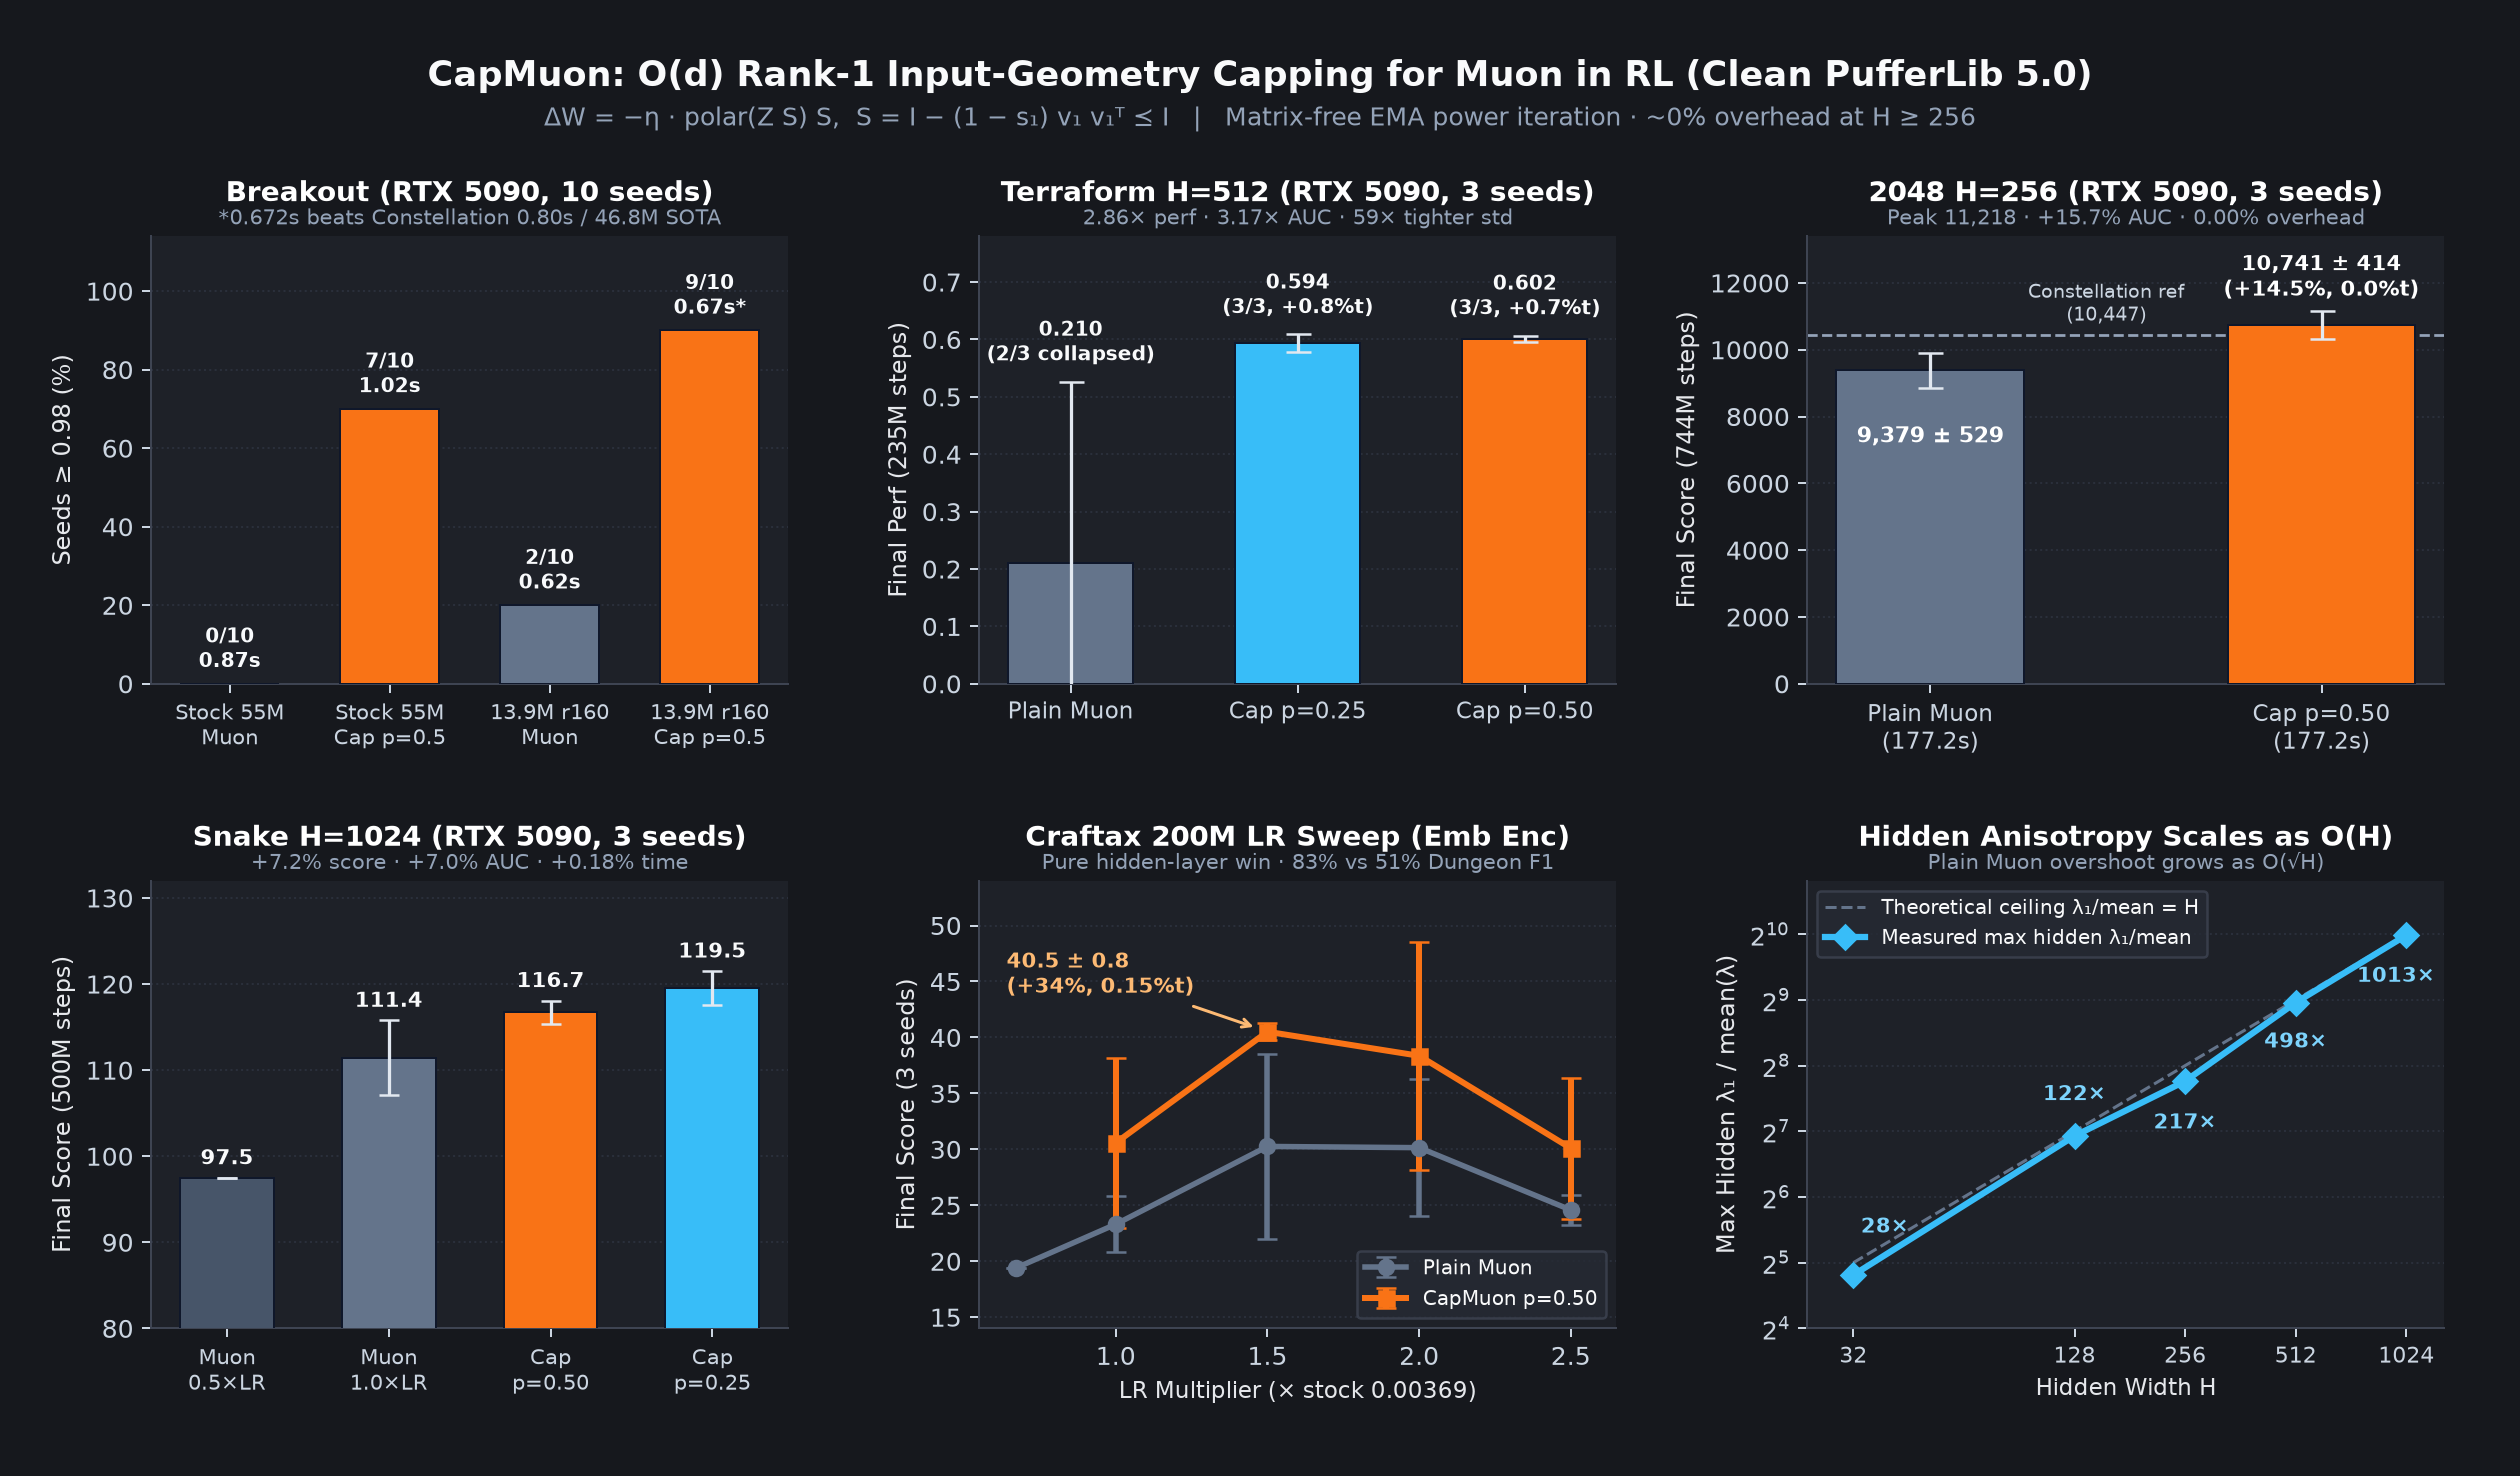 CapMuon: O(d) Rank-1 Input-Geometry Capping for Muon in RL (Clean PufferLib 5.0)
ΔW = −η · polar(Z S) S,  S = I − (1 − s₁) v₁ v₁ᵀ ⪯ I   |   Matrix-free EMA power iteration · ~0% overhead at H ≥ 256
Breakout (RTX 5090, 10 seeds)
*0.672s beats Constellation 0.80s / 46.8M SOTA
Seeds ≥ 0.98 (%)
100
80
60
40
20
0
0/10
0.87s
7/10
1.02s
2/10
0.62s
9/10
0.67s*
Stock 55M
Muon
Stock 55M
Cap p=0.5
13.9M r160
Muon
13.9M r160
Cap p=0.5
Terraform H=512 (RTX 5090, 3 seeds)
2.86× perf · 3.17× AUC · 59× tighter std
Final Perf (235M steps)
0.7
0.6
0.5
0.4
0.3
0.2
0.1
0.0
0.210
(2/3 collapsed)
0.594
(3/3, +0.8%t)
0.602
(3/3, +0.7%t)
Plain Muon
Cap p=0.25
Cap p=0.50
2048 H=256 (RTX 5090, 3 seeds)
Peak 11,218 · +15.7% AUC · 0.00% overhead
Final Score (744M steps)
12000
10000
8000
6000
4000
2000
0
Constellation ref
(10,447)
9,379 ± 529
10,741 ± 414
(+14.5%, 0.0%t)
Plain Muon
(177.2s)
Cap p=0.50
(177.2s)
Snake H=1024 (RTX 5090, 3 seeds)
+7.2% score · +7.0% AUC · +0.18% time
Final Score (500M steps)
130
120
110
100
90
80
97.5
111.4
116.7
119.5
Muon
0.5×LR
Muon
1.0×LR
Cap
p=0.50
Cap
p=0.25
Craftax 200M LR Sweep (Emb Enc)
Pure hidden-layer win · 83% vs 51% Dungeon F1
Final Score (3 seeds)
50
45
40
35
30
25
20
15
40.5 ± 0.8
(+34%, 0.15%t)
Plain Muon
CapMuon p=0.50
1.0
1.5
2.0
2.5
LR Multiplier (× stock 0.00369)
Hidden Anisotropy Scales as O(H)
Plain Muon overshoot grows as O(√H)
Max Hidden λ₁ / mean(λ)
2¹⁰
2⁹
2⁸
2⁷
2⁶
2⁵
2⁴
Theoretical ceiling λ₁/mean = H
Measured max hidden λ₁/mean
28×
122×
217×
498×
1013×
32
128
256
512
1024
Hidden Width H